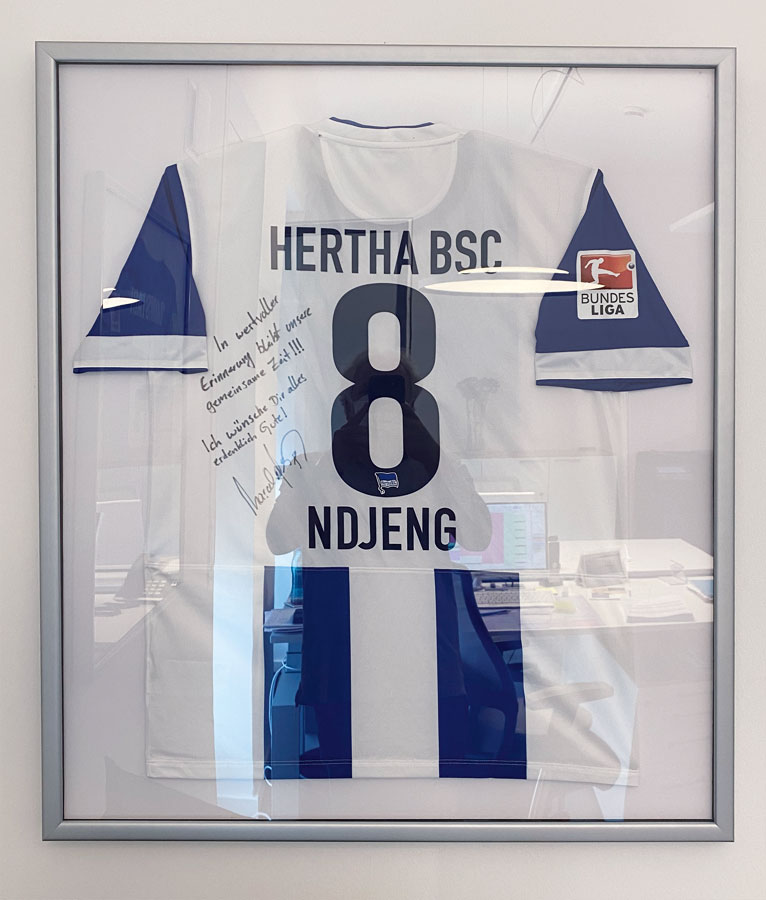 HERTHA BSC
8
NDJENG
BUNDES
LIGA
In wertvoller
Erinnerung bleibt unsere
gemeinsame Zeit!!!
Ich wünsche Dir alles
erdenklich Gute!